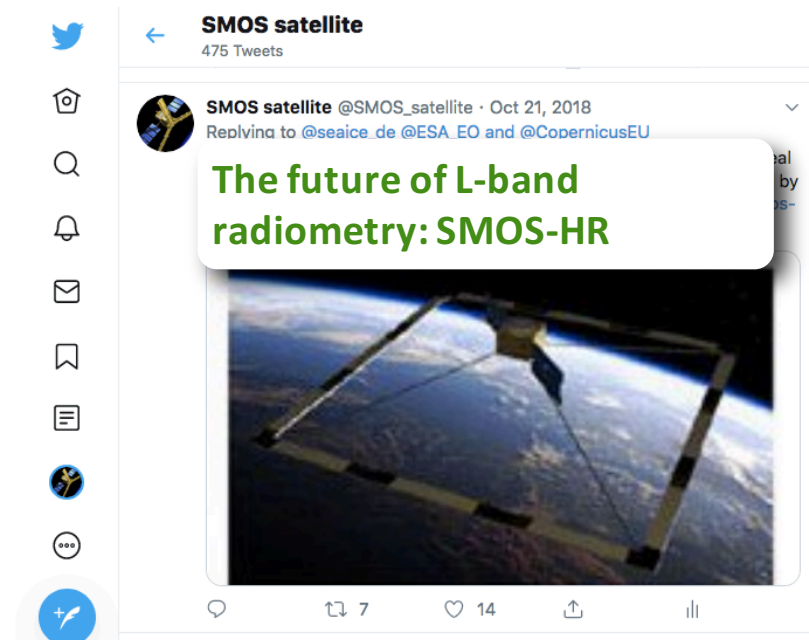 SMOS satellite
475 Tweets
SMOS satellite @SMOS_satellite · Oct 21, 2018
Replying to @seaice_de @ESA_EO and @CopernicusEU
by
The future of L-band
radiometry: SMOS-HR
7 14